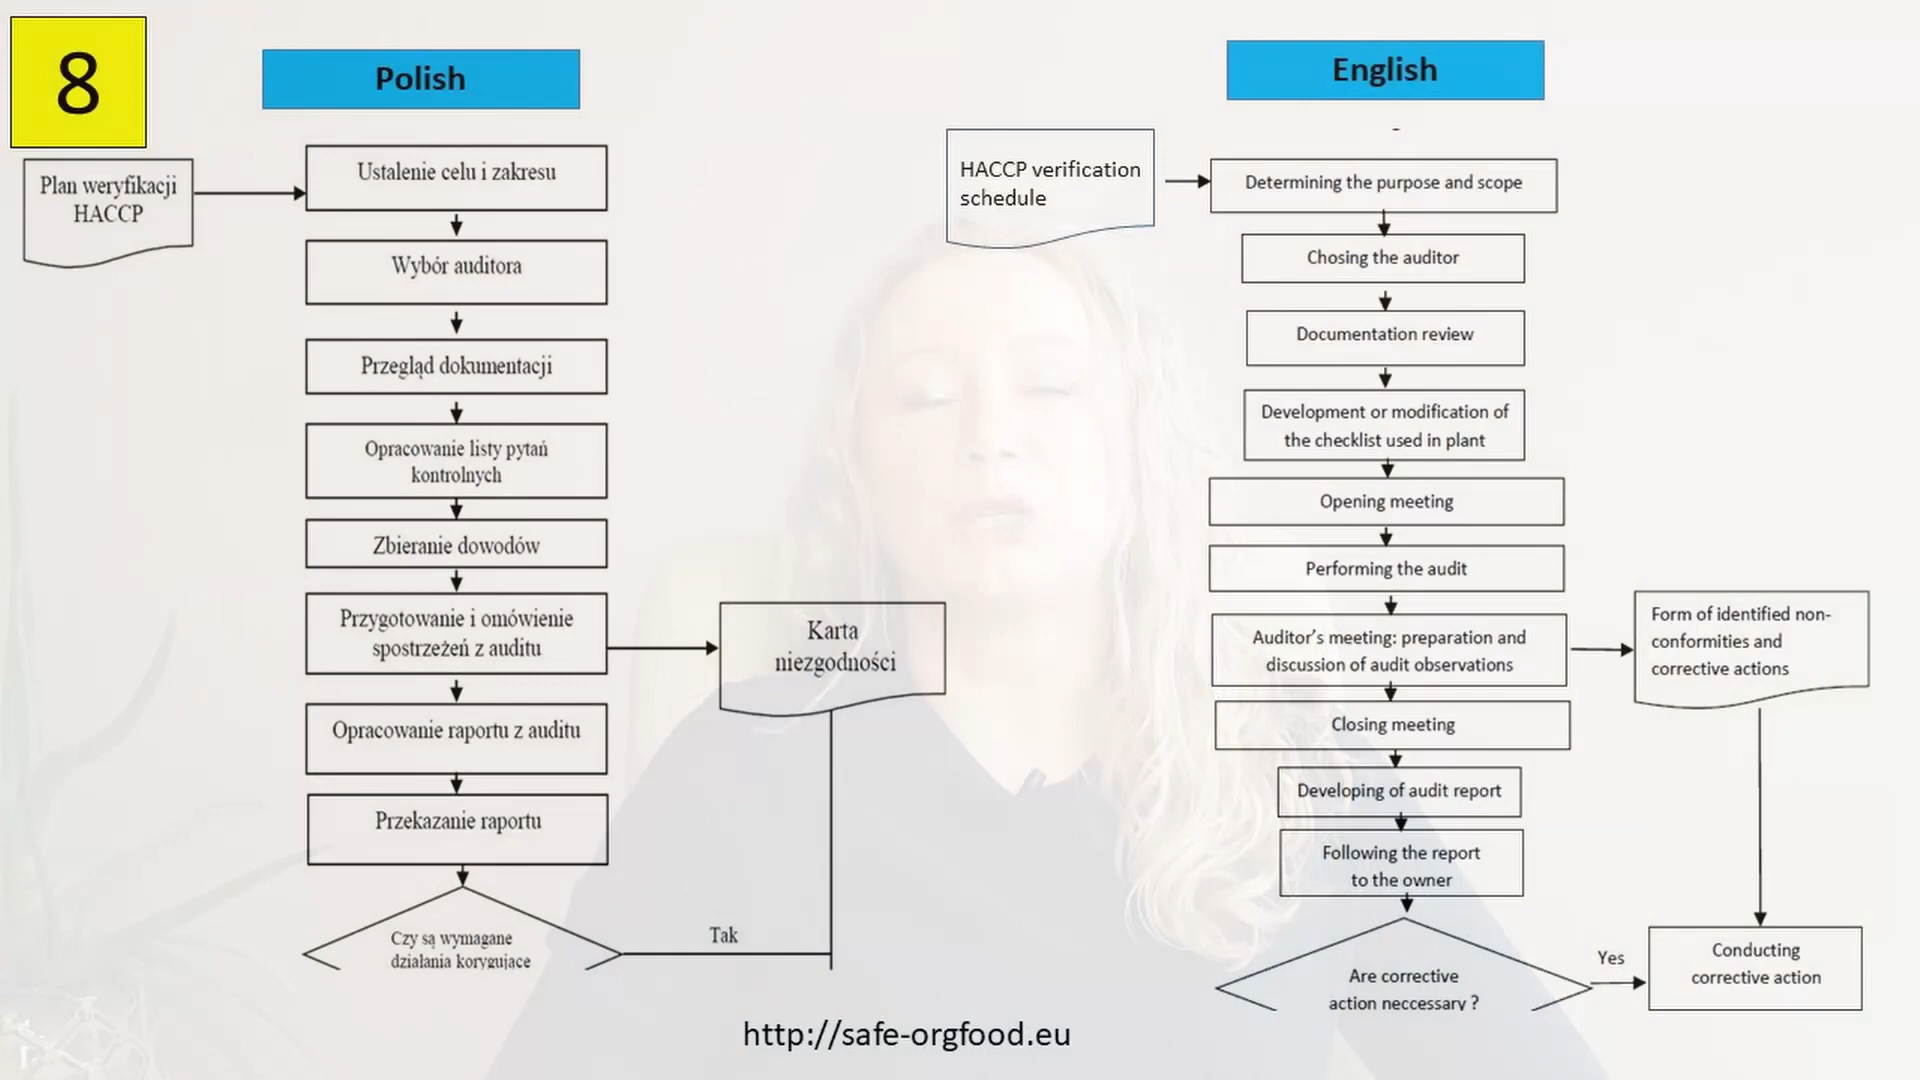 8
Polish
Plan weryfikacji
HACCP
Ustalenie celu i zakresu
Wybór auditora
Przegląd dokumentacji
Opracowanie listy pytań
kontrolnych
Zbieranie dowodów
Przygotowanie i omówienie
spostrzeżeń z auditu
Karta
niezgodności
Opracowanie raportu z auditu
Przekazanie raportu
Czy są wymagane
działania korygujące
Tak
English
HACCP verification
schedule
Determining the purpose and scope
Chosing the auditor
Documentation review
Development or modification of
the checklist used in plant
Opening meeting
Performing the audit
Auditor’s meeting: preparation and
discussion of audit observations
Form of identified non-
conformities and
corrective actions
Closing meeting
Developing of audit report
Following the report
to the owner
Are corrective
action neccessary ?
Yes
Conducting
corrective action
http://safe-orgfood.eu